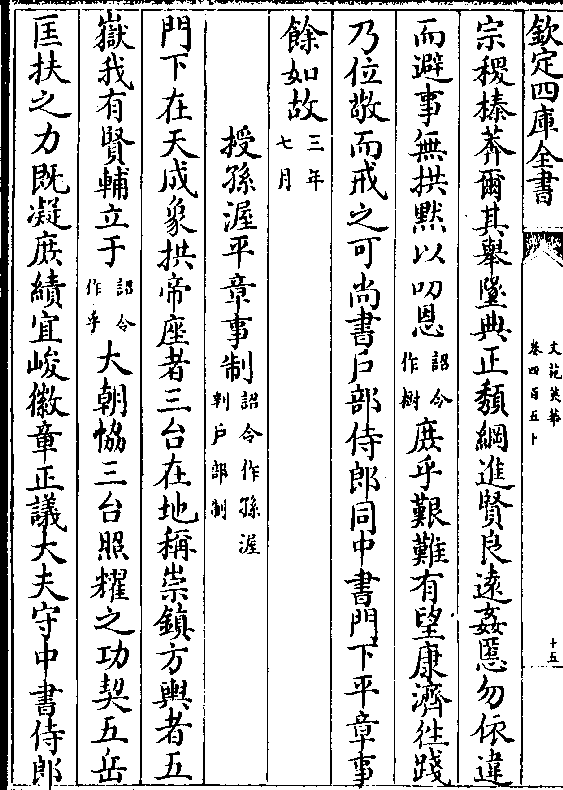 欽定四庫全書
文苑英華
卷四百五十
十五
宗稷榛莽爾其舉墜典正頽綱進賢良遠姦慝勿依違
而避事無拱默以叨恩詔令作樹庶乎艱難有望康濟往踐
乃位敬而戒之可尚書戶部侍郎同中書門下平章事
餘如故三年七月
授孫渥平章事制詔令作孫渥判戶部制
門下在天成象拱帝座者三台在地稱崇鎮方輿者五
嶽我有賢輔立于詔令作乎大朝協三台照耀之功契五岳
匡扶之力既凝庶績宜峻徽章正議大夫守中書侍郎